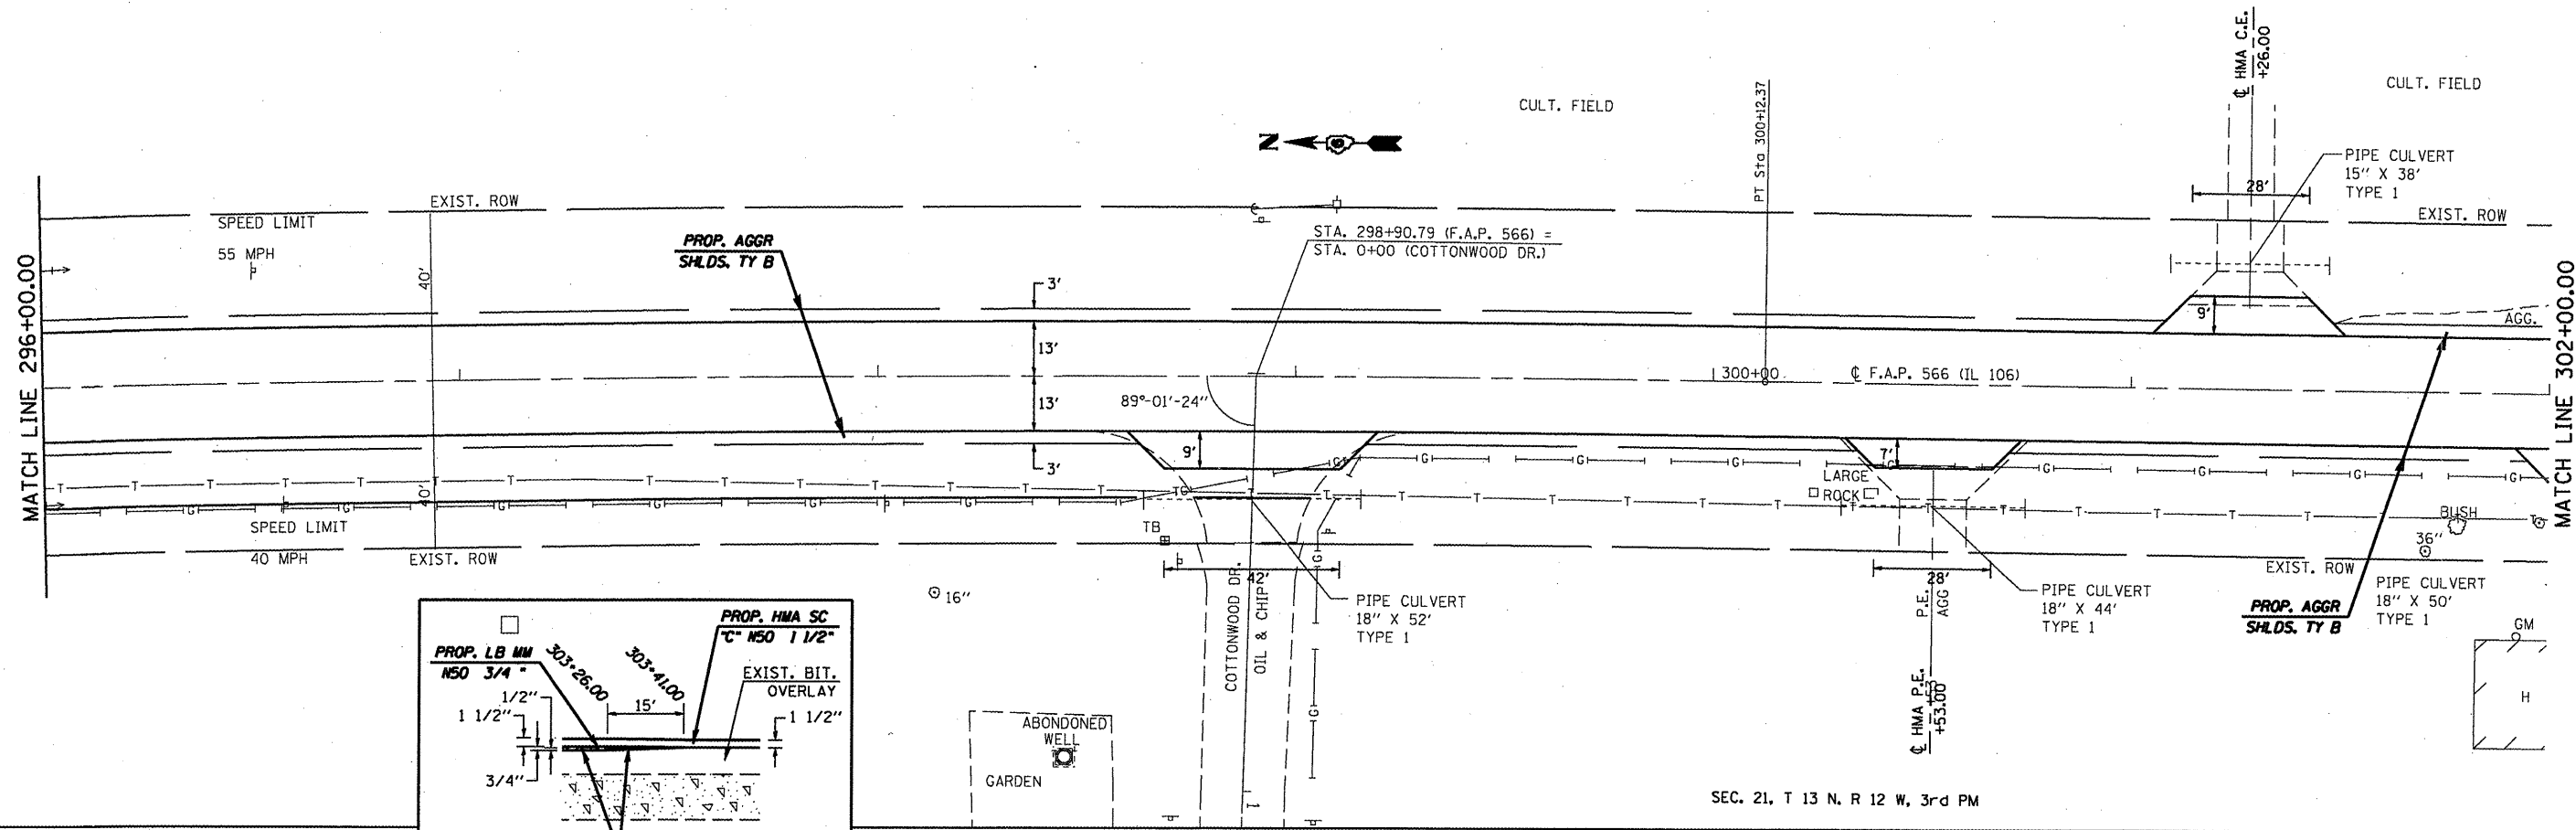 MATCH LINE 296+00.00
SPEED LIMIT
55 MPH
EXIST. ROW
40'
40'
PROP. AGGR
SHLDS. TY B
3'
13'
13'
3'
N
STA. 298+90.79 (F.A.P. 566) =
STA. 0+00 (COTTONWOOD DR.)
89°-01'-24"
CULT. FIELD
PT Sta 300+12.37
300+00
℄ F.A.P. 566 (IL 106)
℄ HMA C.E.
+26.00
CULT. FIELD
PIPE CULVERT
15" X 38'
TYPE 1
28'
EXIST. ROW
9'
AGG.
MATCH LINE 302+00.00
9'
7'
LARGE
ROCK
T T T T T T T T T T T T T T T T T
G G G G G G G G G G G
SPEED LIMIT
40 MPH
EXIST. ROW
TB
TG
42'
16"
COTTONWOOD DR.
OIL & CHIP
G
G
PIPE CULVERT
18" X 52'
TYPE 1
1
28'
P.E.
AGG
℄ HMA P.E.
+53.00
PIPE CULVERT
18" X 44'
TYPE 1
BUSH
36"
EXIST. ROW
PROP. AGGR
SHLDS. TY B
PIPE CULVERT
18" X 50'
TYPE 1
GM
H
PROP. LB MM
N50 3/4 "
303+26.00
303+41.00
15'
PROP. HMA SC
"C" N50 1 1/2"
EXIST. BIT.
OVERLAY
1/2"
1 1/2"
3/4"
1 1/2"
ABONDONED
WELL
GARDEN
SEC. 21, T 13 N, R 12 W, 3rd PM